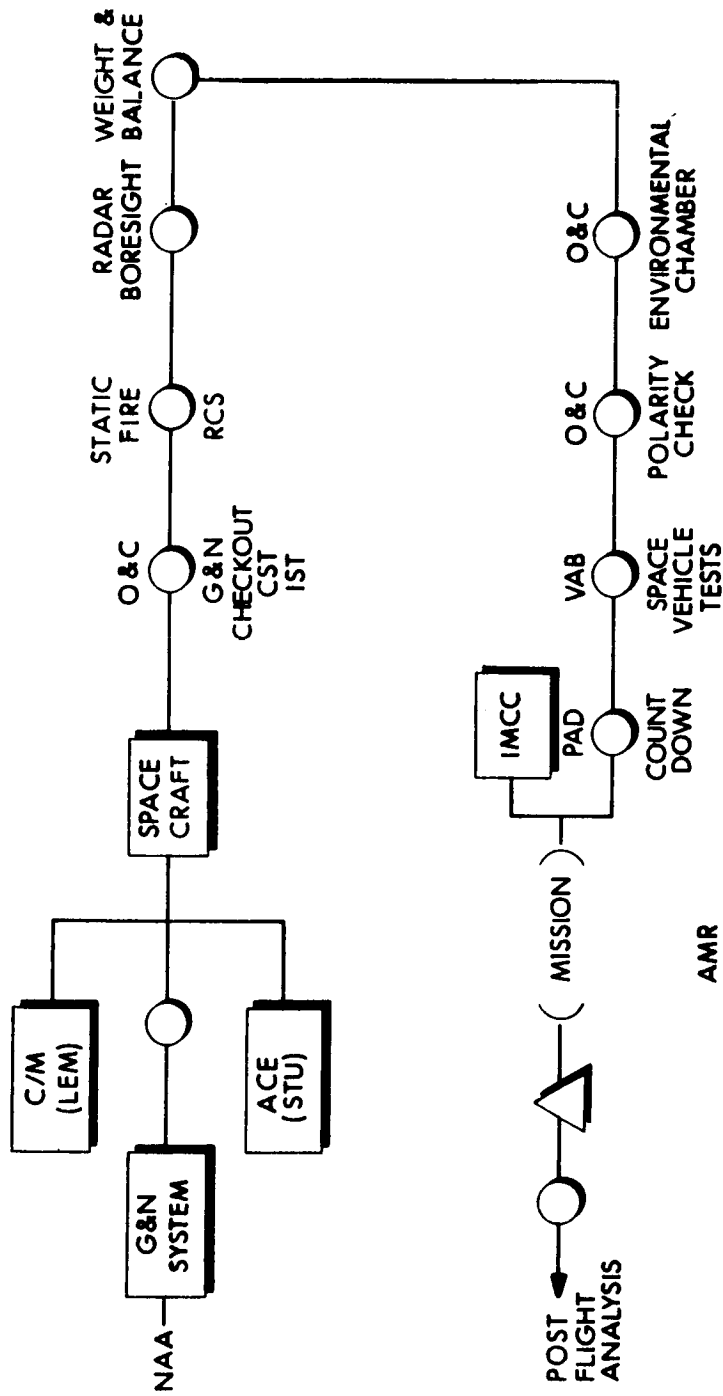 NAA
G&N
SYSTEM
C/M
(LEM)
ACE
(STU)
SPACE
CRAFT
O&C
G&N
CHECKOUT
CST
IST
STATIC
FIRE
RCS
RADAR
BORESIGHT
WEIGHT &
BALANCE
O&C
ENVIRONMENTAL
CHAMBER
O&C
POLARITY
CHECK
VAB
SPACE
VEHICLE
TESTS
PAD
COUNT
DOWN
IMCC
(MISSION)
POST
FLIGHT
ANALYSIS
AMR